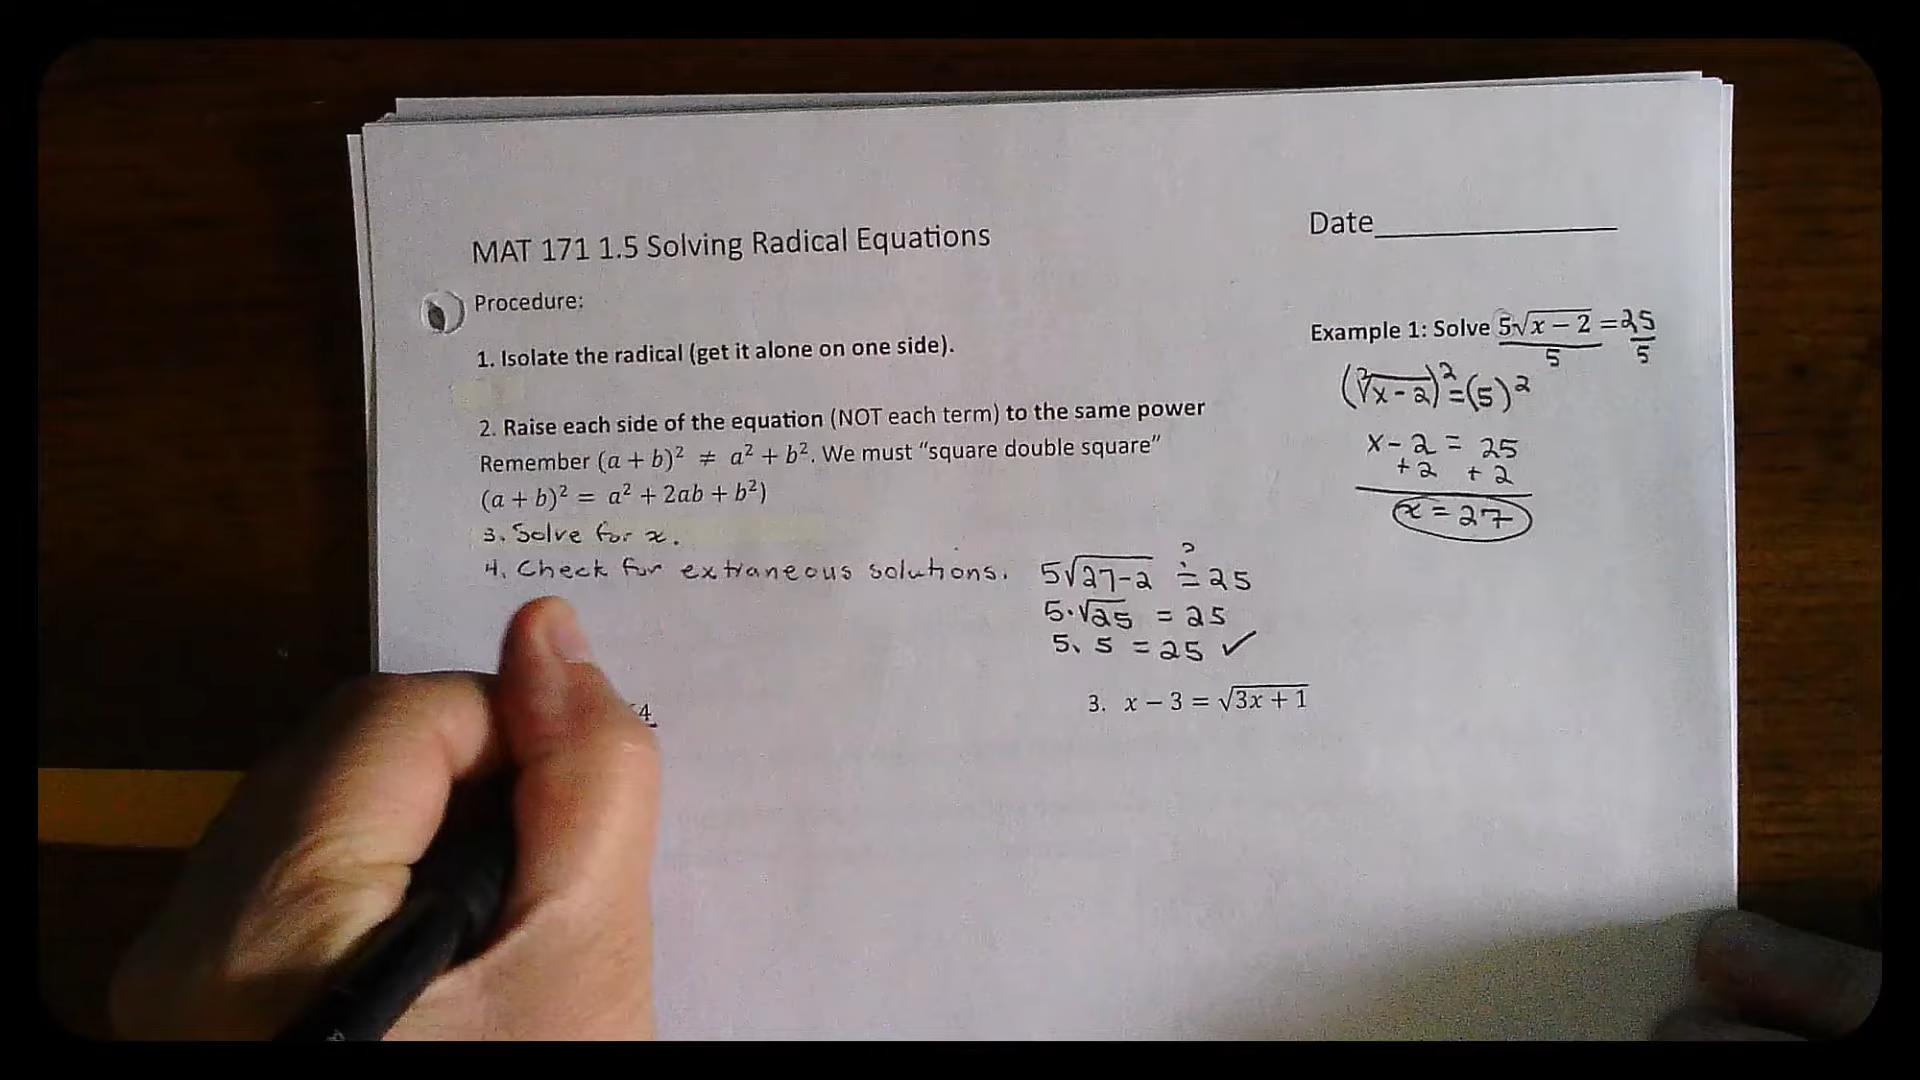 MAT 171 1.5 Solving Radical Equations
Date
Procedure:
1. Isolate the radical (get it alone on one side).
2. Raise each side of the equation (NOT each term) to the same power
Remember (a + b)² ≠ a² + b². We must “square double square”
(a + b)² = a² + 2ab + b²)
3. Solve for x.
4. Check for extraneous solutions.
Example 1: Solve 5√x − 2 = 25
5 5
(²√x - 2)² = (5)²
x - 2 = 25
+2 +2
x = 27
5√27-2 ≟ 25
5·√25 = 25
5. 5 = 25 ✓
4
3. x − 3 = √3x + 1